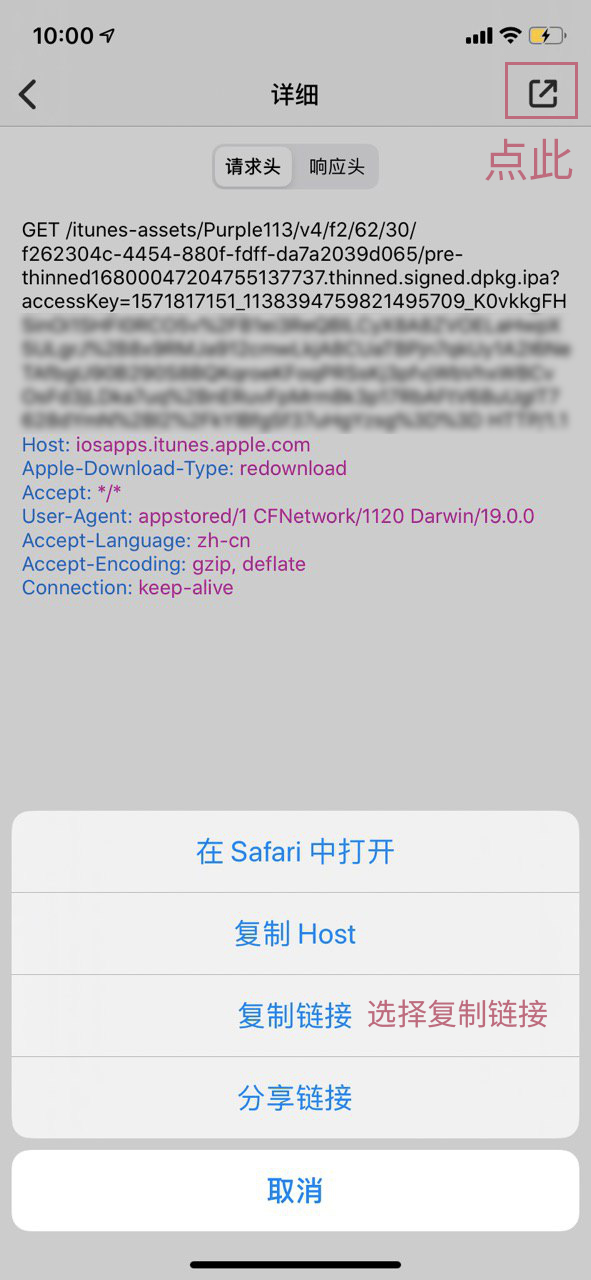 10:00
详细
点此
请求头 响应头
GET /itunes-assets/Purple113/v4/f2/62/30/
f262304c-4454-880f-fdff-da7a2039d065/pre-
thinned16800047204755137737.thinned.signed.dpkg.ipa?
accessKey=1571817151_1138394759821495709_K0vkkgFH
Host: iosapps.itunes.apple.com
Apple-Download-Type: redownload
Accept: */*
User-Agent: appstored/1 CFNetwork/1120 Darwin/19.0.0
Accept-Language: zh-cn
Accept-Encoding: gzip, deflate
Connection: keep-alive
在 Safari 中打开
复制 Host
复制链接 选择复制链接
分享链接
取消